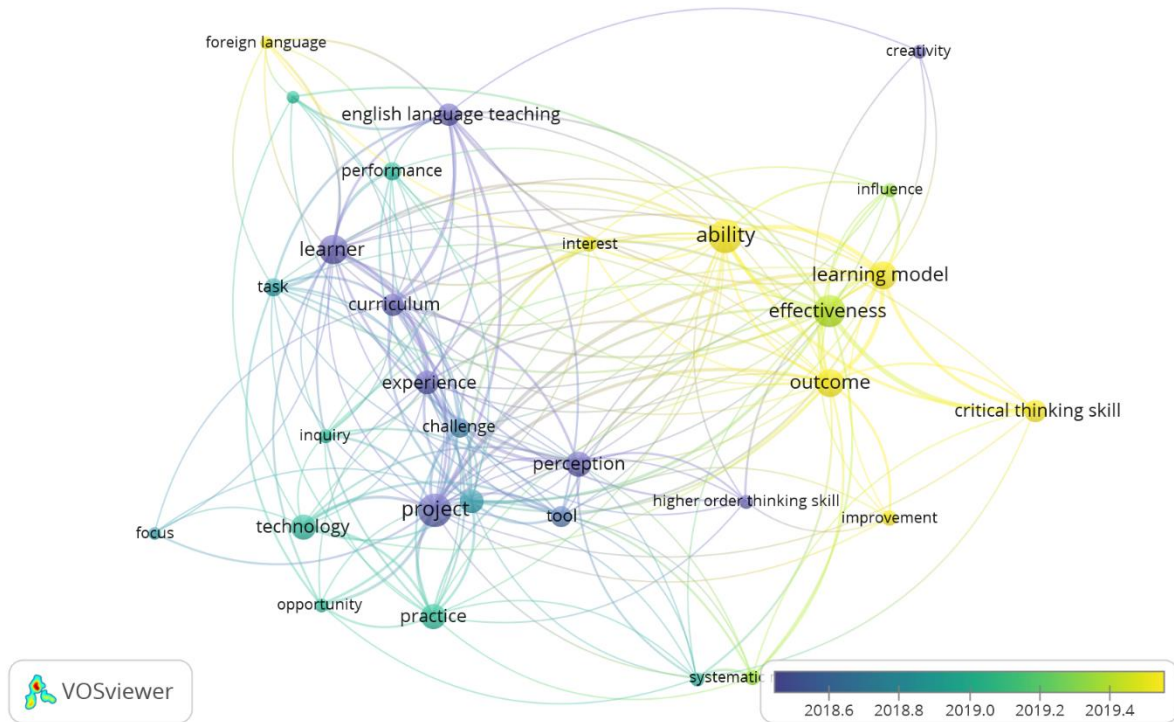 foreign language
creativity
english language teaching
performance
influence
ability
interest
learner
learning model
task
curriculum
effectiveness
experience
outcome
critical thinking skill
challenge
inquiry
perception
higher order thinking skill
project
tool
improvement
technology
focus
opportunity
practice
systematic
VOSviewer
2018.6 2018.8 2019.0 2019.2 2019.4